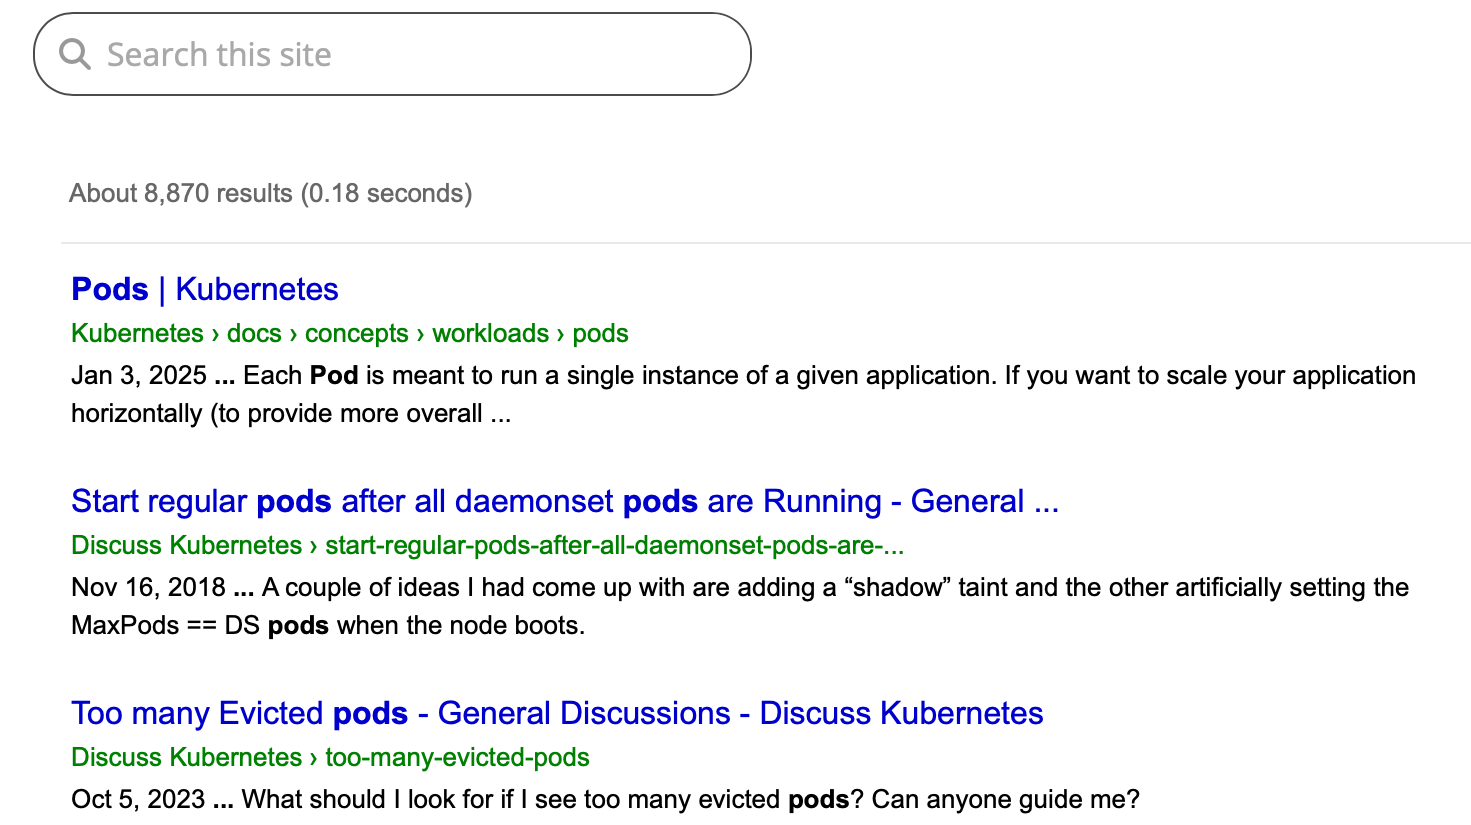 Search this site
About 8,870 results (0.18 seconds)
Pods | Kubernetes
Kubernetes › docs › concepts › workloads › pods
Jan 3, 2025 ... Each Pod is meant to run a single instance of a given application. If you want to scale your application
horizontally (to provide more overall ...
Start regular pods after all daemonset pods are Running - General ...
Discuss Kubernetes › start-regular-pods-after-all-daemonset-pods-are-...
Nov 16, 2018 ... A couple of ideas I had come up with are adding a “shadow” taint and the other artificially setting the
MaxPods == DS pods when the node boots.
Too many Evicted pods - General Discussions - Discuss Kubernetes
Discuss Kubernetes › too-many-evicted-pods
Oct 5, 2023 ... What should I look for if I see too many evicted pods? Can anyone guide me?